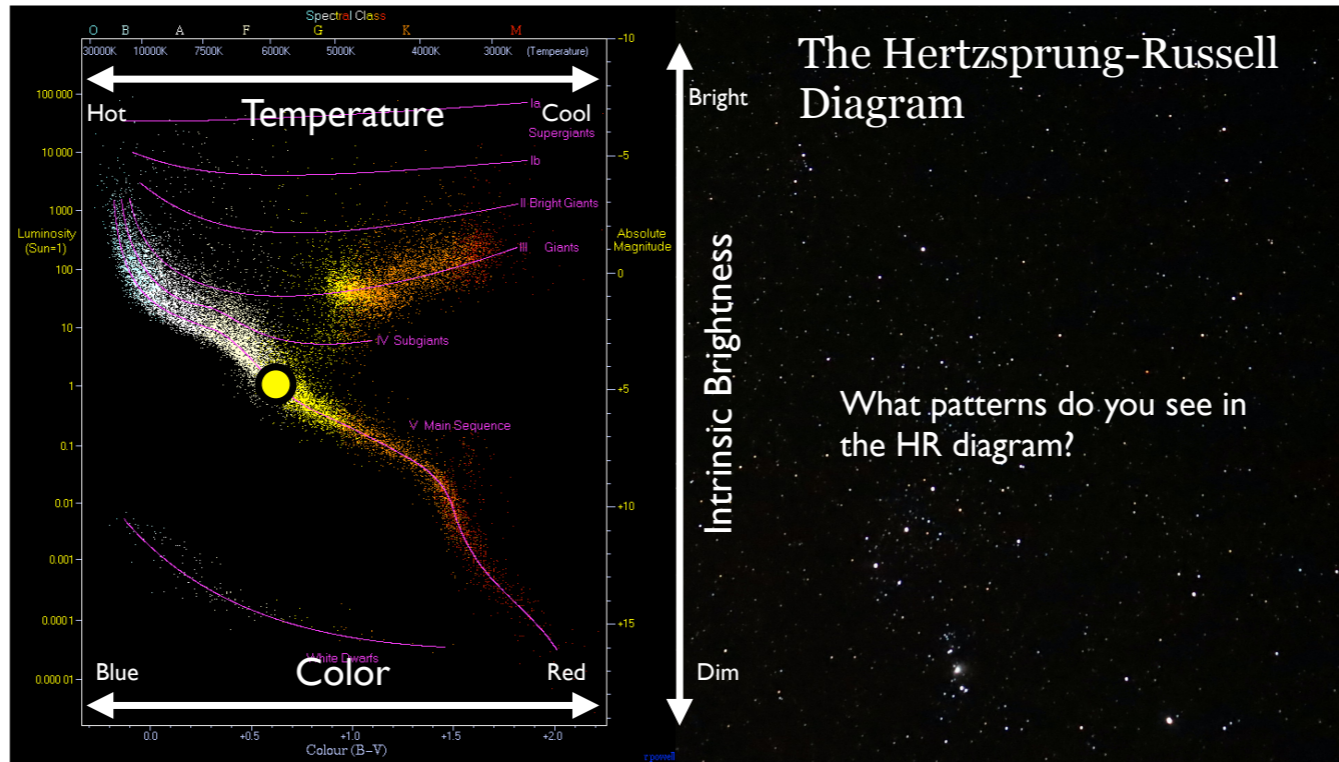 Spectral Class
O B A F G K M
30000K 10000K 7500K 6000K 5000K 4000K 3000K (Temperature)
-10
Hot Temperature Cool
100 000
10 000
1000
Luminosity
(Sun=1)
100
10
1
0.1
0.01
0.001
0.0001
0.000 01
Ia
Supergiants
Ib
II Bright Giants
III Giants
IV Subgiants
V Main Sequence
White Dwarfs
-5
Absolute
Magnitude
0
+5
+10
+15
Blue Color Red
0.0 +0.5 +1.0 +1.5 +2.0
Colour (B-V)
r powell
Bright
Intrinsic Brightness
Dim
The Hertzsprung-Russell
Diagram
What patterns do you see in
the HR diagram?